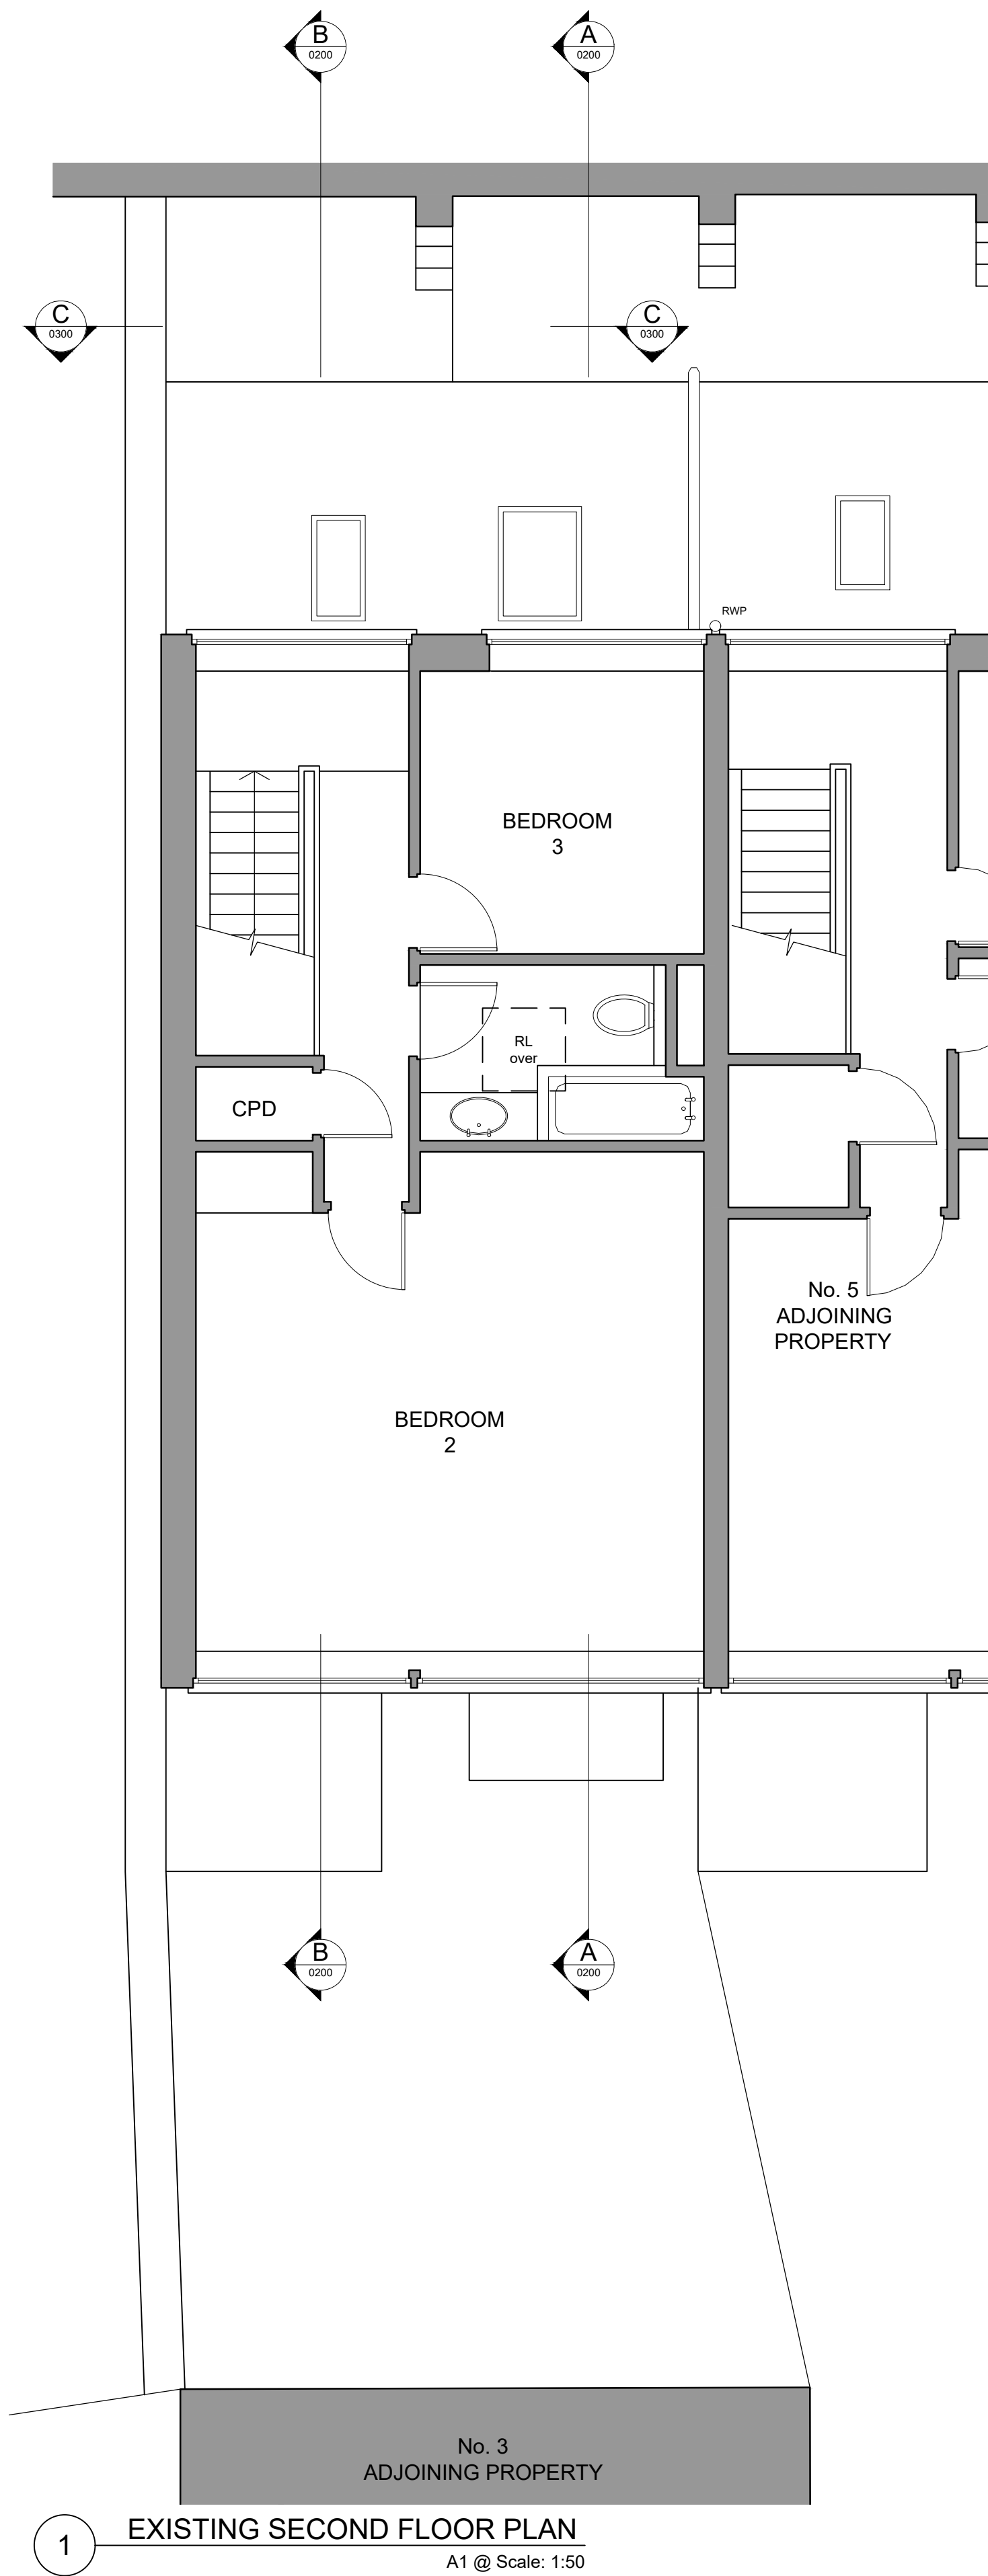 B
0200
A
0200
C
0300
C
0300
RWP
BEDROOM
3
RL
over
CPD
No. 5
ADJOINING
PROPERTY
BEDROOM
2
B
0200
A
0200
No. 3
ADJOINING PROPERTY
1
EXISTING SECOND FLOOR PLAN
A1 @ Scale: 1:50